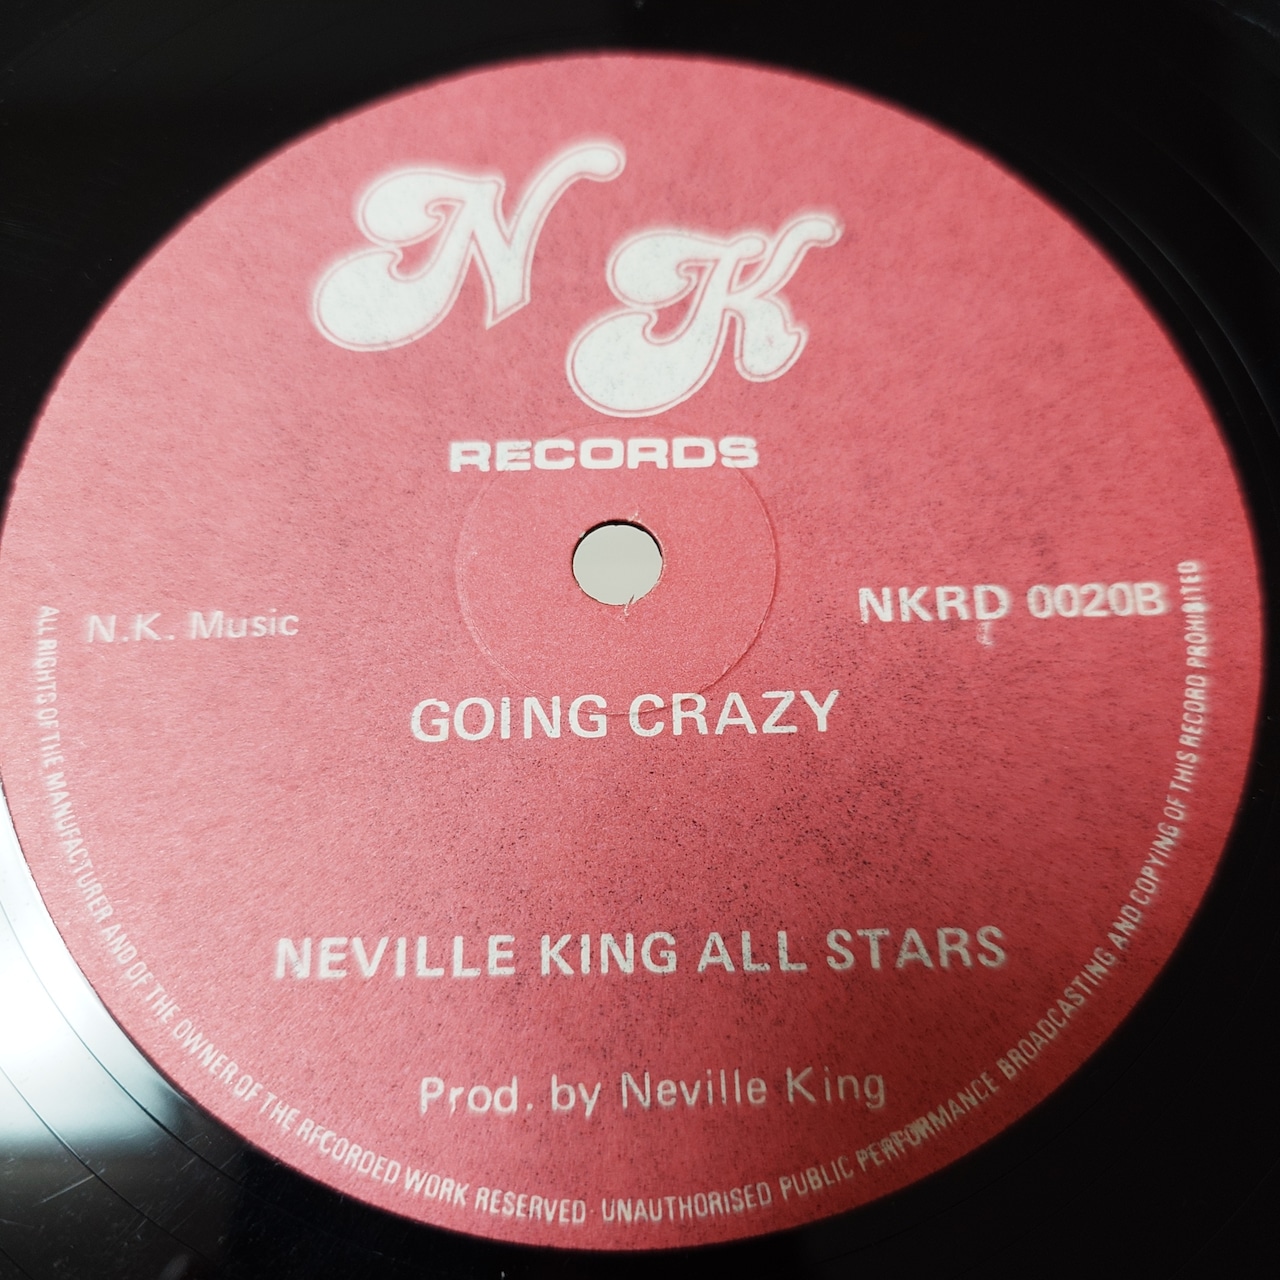 NK
RECORDS
N.K. Music
NKRD 0020B
GOING CRAZY
NEVILLE KING ALL STARS
Prod. by Neville King
ALL RIGHTS OF THE MANUFACTURER AND OF THE OWNER OF THE RECORDED WORK RESERVED · UNAUTHORISED PUBLIC PERFORMANCE BROADCASTING AND COPYING OF THIS RECORD PROHIBITED